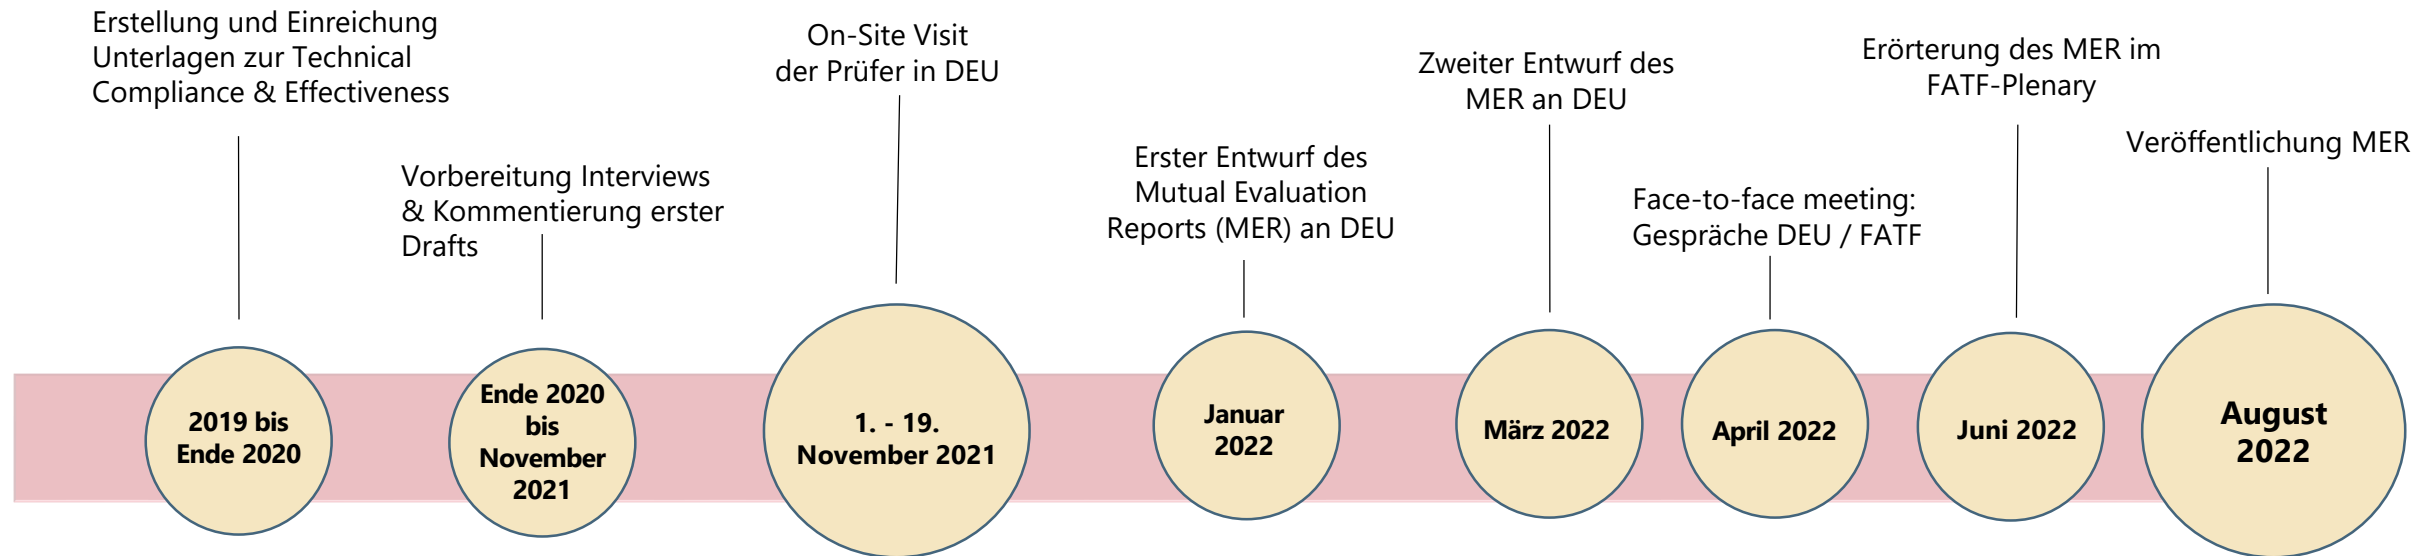 Erstellung und Einreichung
Unterlagen zur Technical
Compliance & Effectiveness
2019 bis
Ende 2020
Vorbereitung Interviews
& Kommentierung erster
Drafts
Ende 2020
bis
November
2021
On-Site Visit
der Prüfer in DEU
1. - 19.
November 2021
Erster Entwurf des
Mutual Evaluation
Reports (MER) an DEU
Januar
2022
Zweiter Entwurf des
MER an DEU
März 2022
Face-to-face meeting:
Gespräche DEU / FATF
April 2022
Erörterung des MER im
FATF-Plenary
Juni 2022
Veröffentlichung MER
August
2022